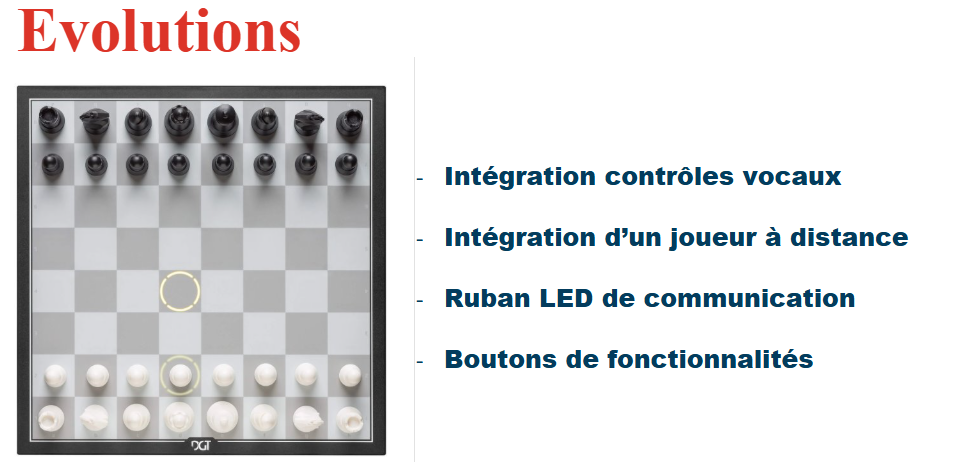 Evolutions
- Intégration contrôles vocaux
- Intégration d’un joueur à distance
- Ruban LED de communication
- Boutons de fonctionnalités
DGT